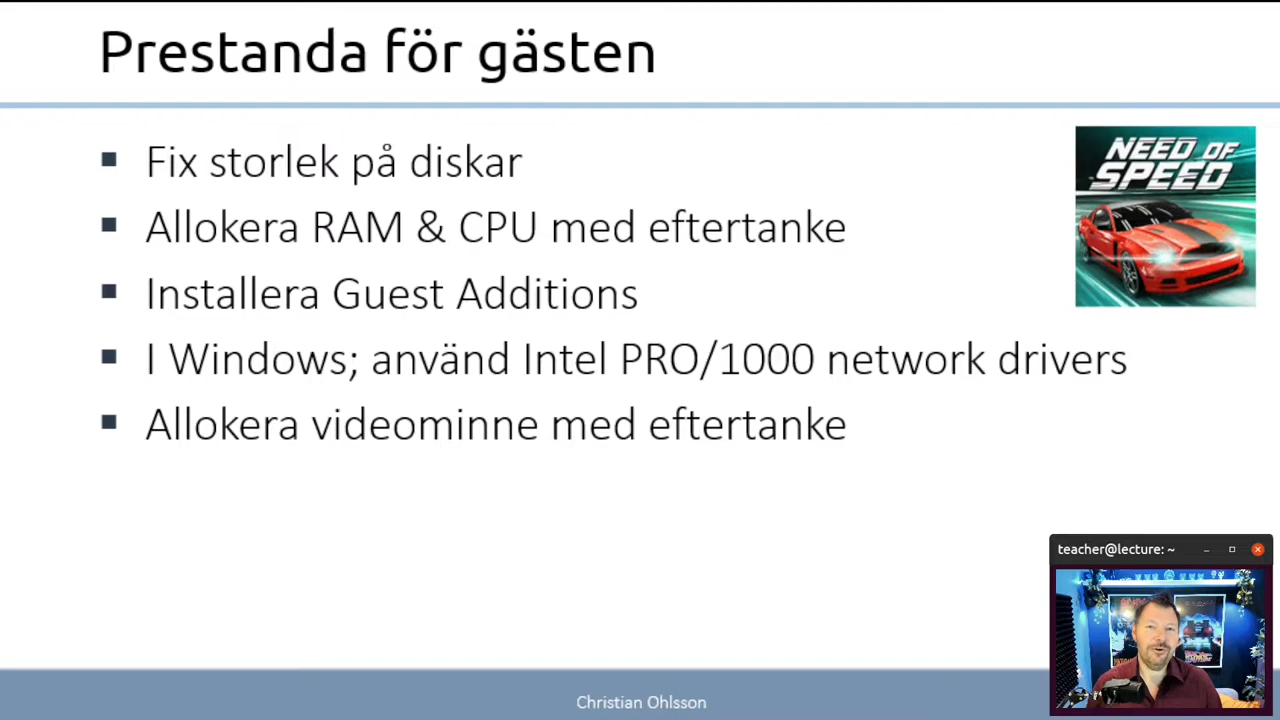 Prestanda för gästen
Fix storlek på diskar
Allokera RAM & CPU med eftertanke
Installera Guest Additions
I Windows; använd Intel PRO/1000 network drivers
Allokera videominne med eftertanke
NEED OF
SPEED
teacher@lecture: ~
Christian Ohlsson